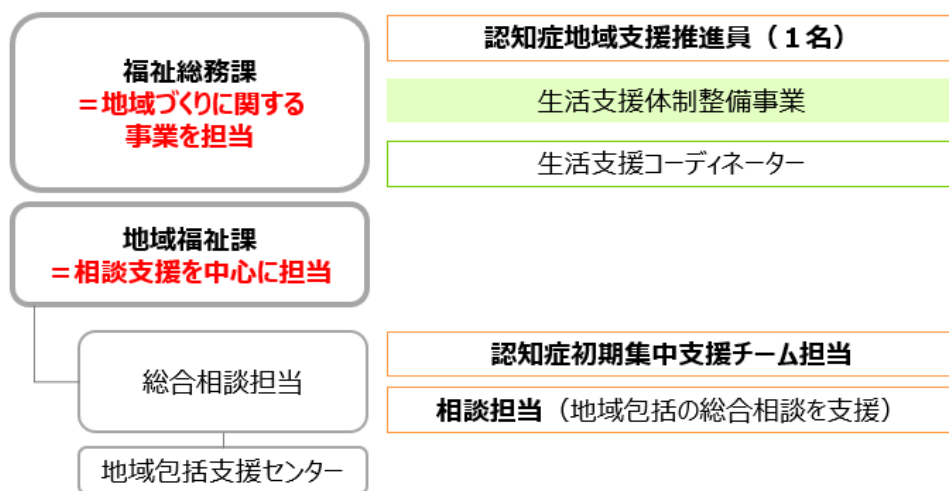 福祉総務課
＝地域づくりに関する
事業を担当
認知症地域支援推進員（１名）
生活支援体制整備事業
生活支援コーディネーター
地域福祉課
＝相談支援を中心に担当
総合相談担当
認知症初期集中支援チーム担当
相談担当（地域包括の総合相談を支援）
地域包括支援センター